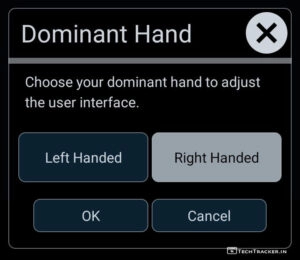 Dominant Hand
Choose your dominant hand to adjust
the user interface.
Left Handed
Right Handed
OK
Cancel
TechTracker.in